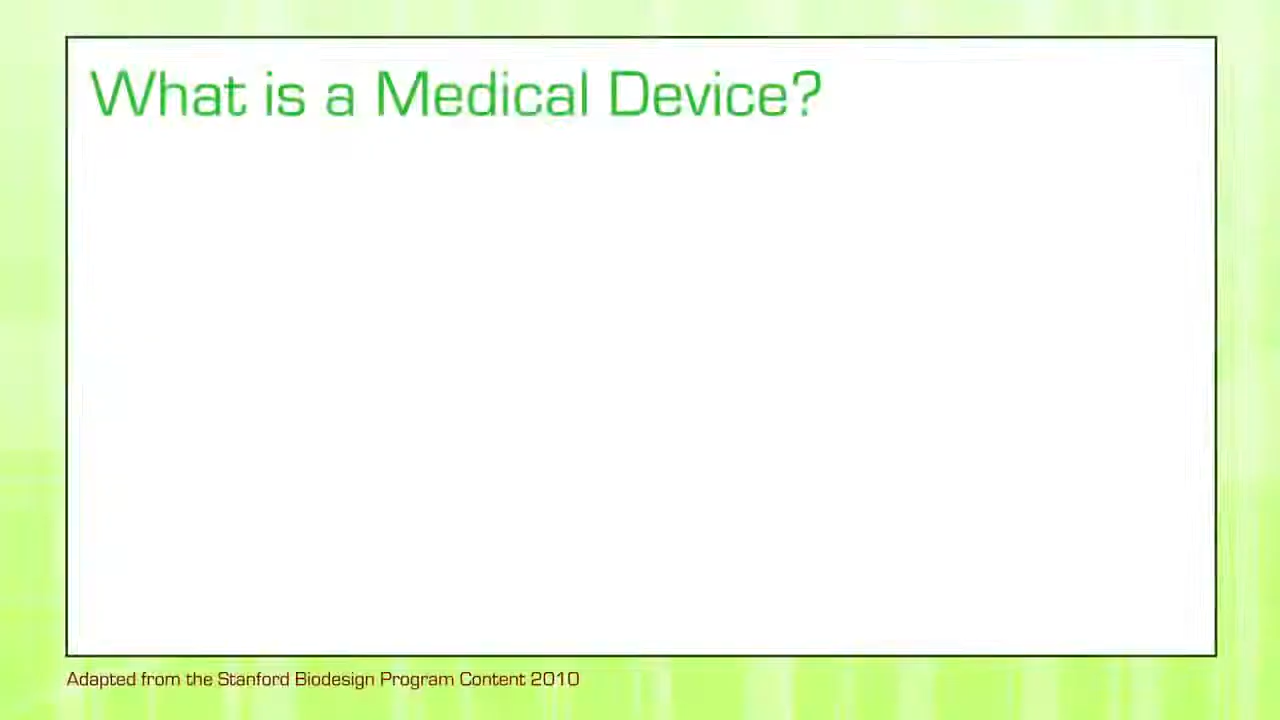 What is a Medical Device?
Adapted from the Stanford Biodesign Program Content 2010